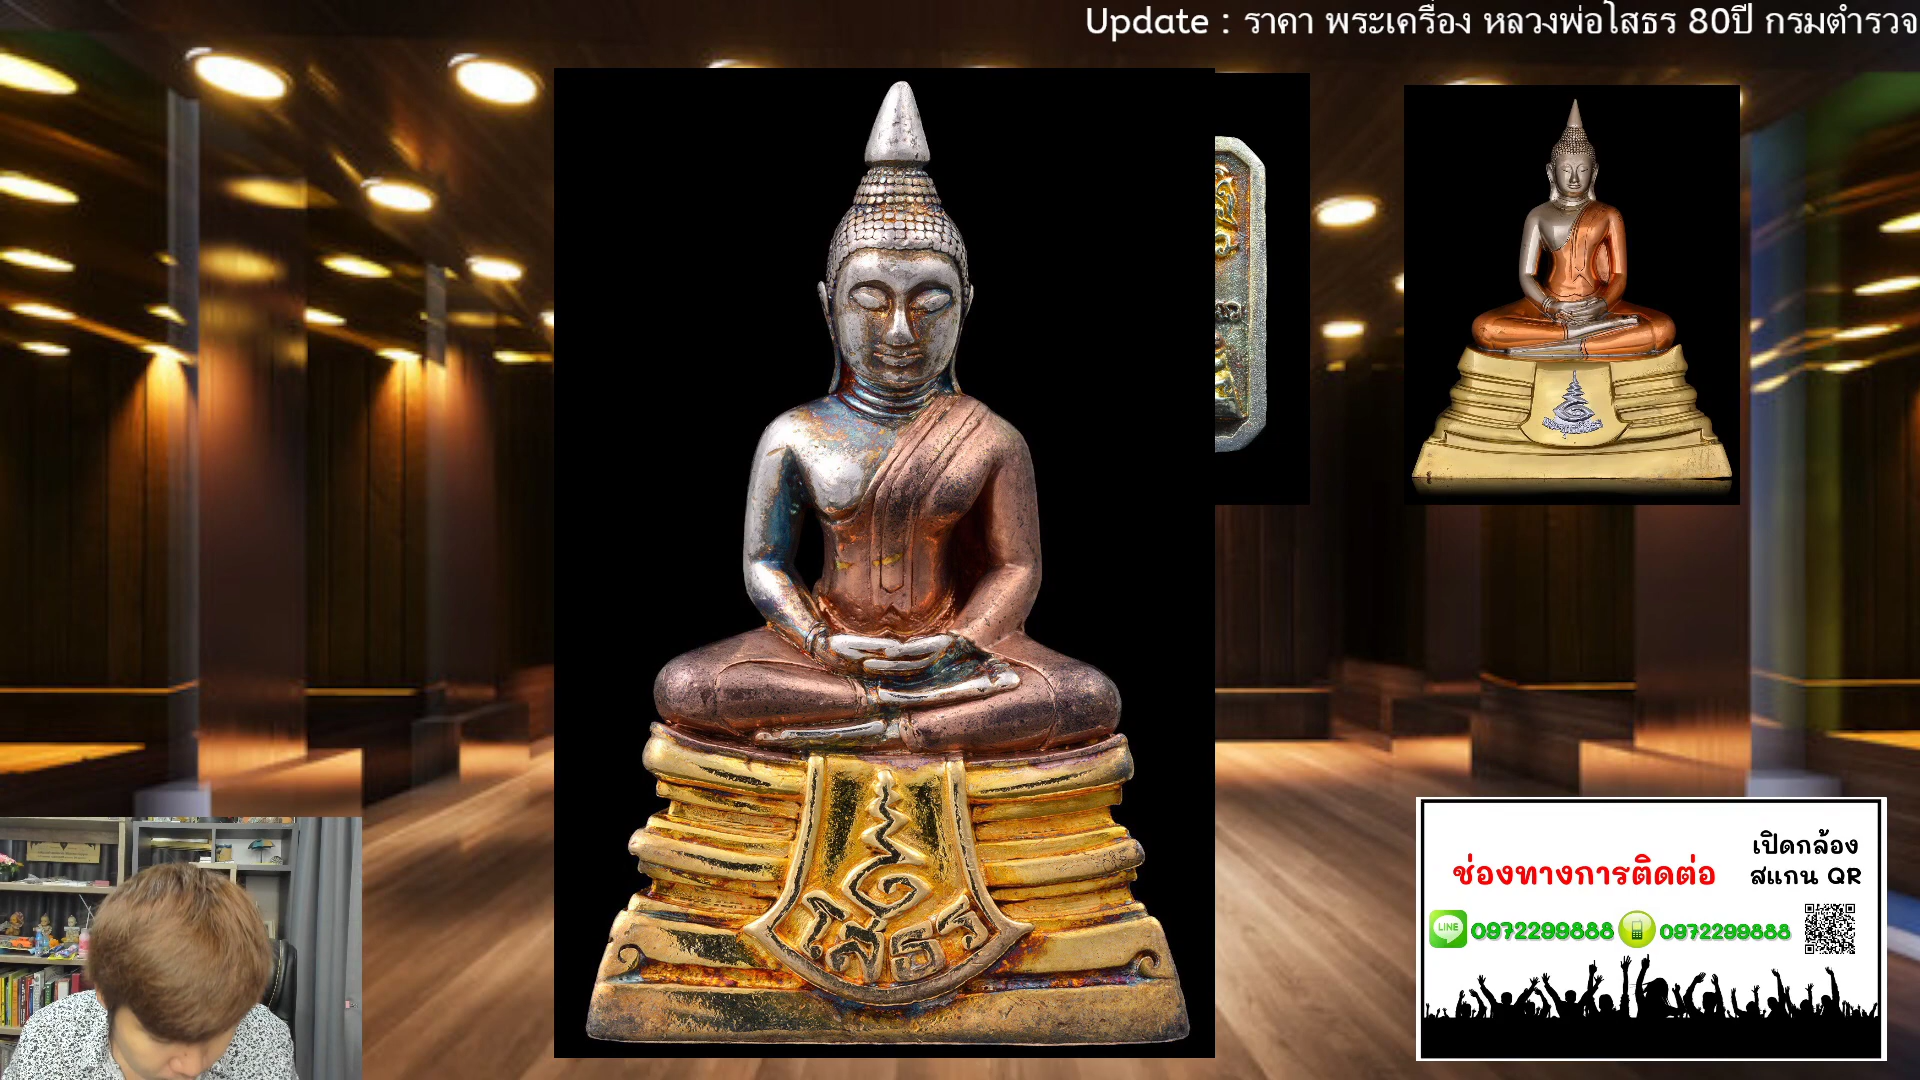 Update : ราคา พระเครื่อง หลวงพ่อโสธร 80ปี กรมตำรวจ
โสธร
ช่องทางการติดต่อ
เปิดกล้อง
สแกน QR
LINE
0972299888
0972299888